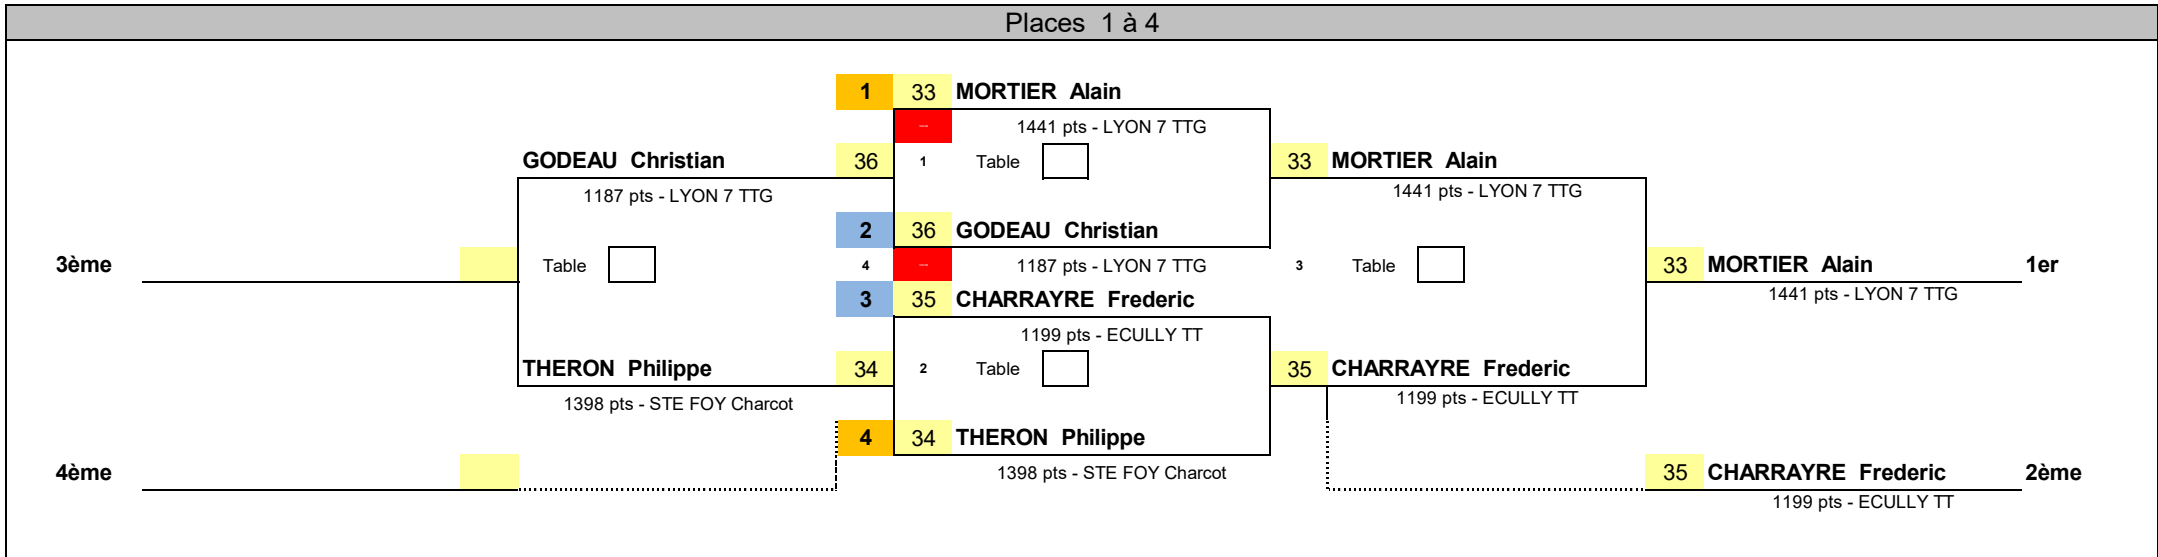 Places 1 à 4
1 33 MORTIER Alain
-- 1441 pts - LYON 7 TTG
GODEAU Christian 36 1 Table 33 MORTIER Alain
1187 pts - LYON 7 TTG 1441 pts - LYON 7 TTG
2 36 GODEAU Christian
3ème Table 4 -- 1187 pts - LYON 7 TTG 3 Table 33 MORTIER Alain 1er
3 35 CHARRAYRE Frederic 1441 pts - LYON 7 TTG
1199 pts - ECULLY TT
THERON Philippe 34 2 Table 35 CHARRAYRE Frederic
1398 pts - STE FOY Charcot 1199 pts - ECULLY TT
4 34 THERON Philippe
4ème 1398 pts - STE FOY Charcot 35 CHARRAYRE Frederic 2ème
1199 pts - ECULLY TT